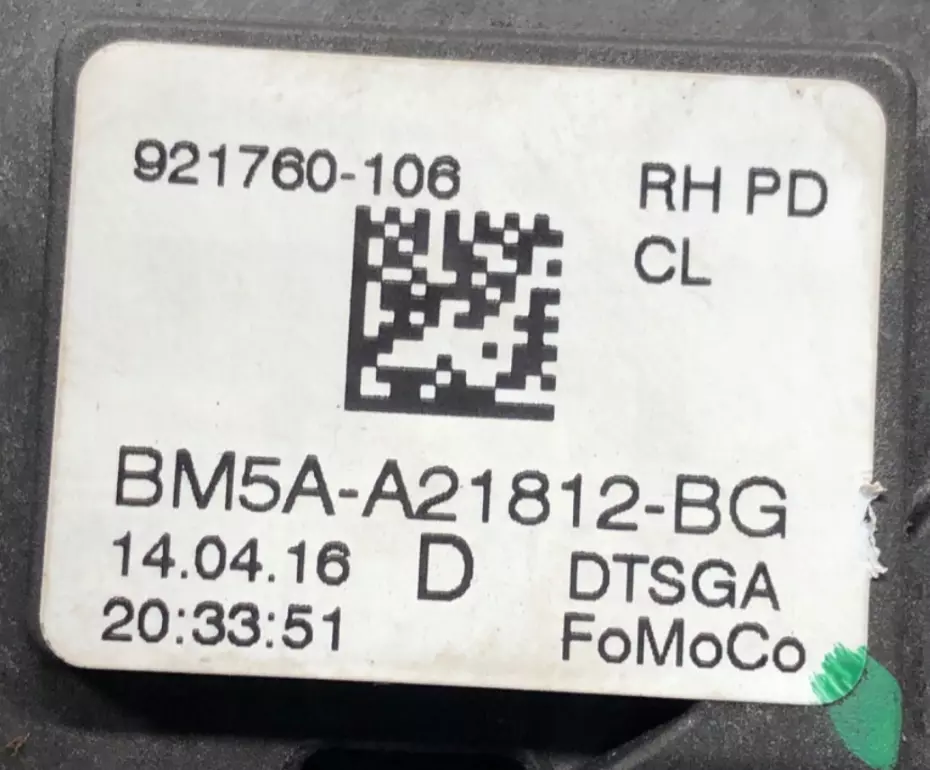 921760-106
RH PD
CL
BM5A-A21812-BG
14.04.16 D DTSGA
20:33:51 FoMoCo